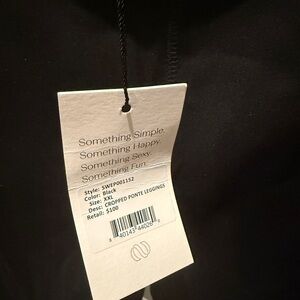 Something Simple.
Something Happy.
Something Sexy.
Something Fun.
Style: SWEP001152
Color: Black
Size: XXL
Desc: CROPPED PONTE LEGGINGS
Retail: $100